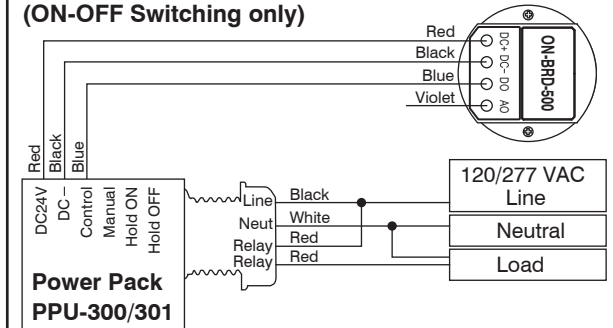 (ON-OFF Switching only)
Red
Black
Blue
Violet
DC+
DC-
DO
AO
ON-BRD-500
Red
Black
Blue
DC24V
DC −
Control
Manual
Hold ON
Hold OFF
Power Pack
PPU-300/301
Line
Neut
Relay
Relay
Black
White
Red
Red
120/277 VAC
Line
Neutral
Load